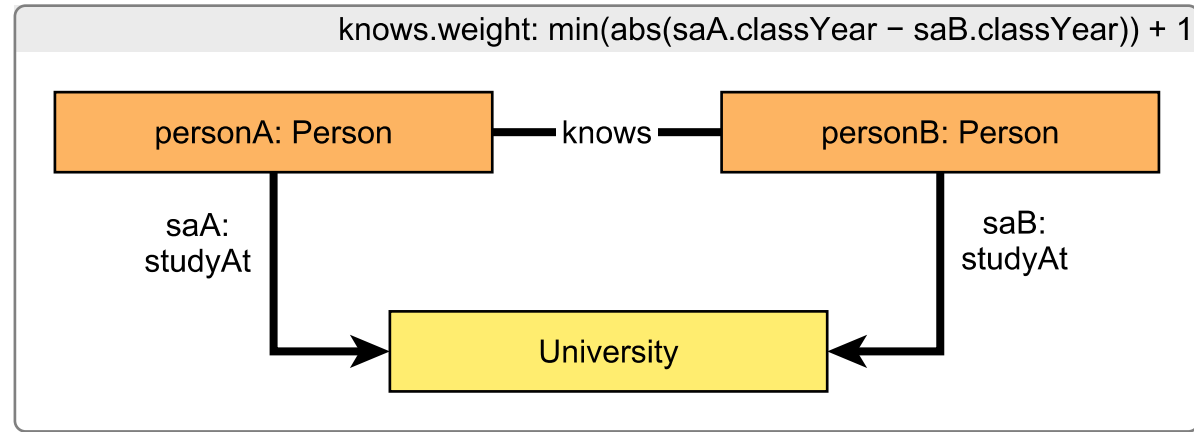 knows.weight: min(abs(saA.classYear − saB.classYear)) + 1
personA: Person
knows
personB: Person
saA:
studyAt
saB:
studyAt
University